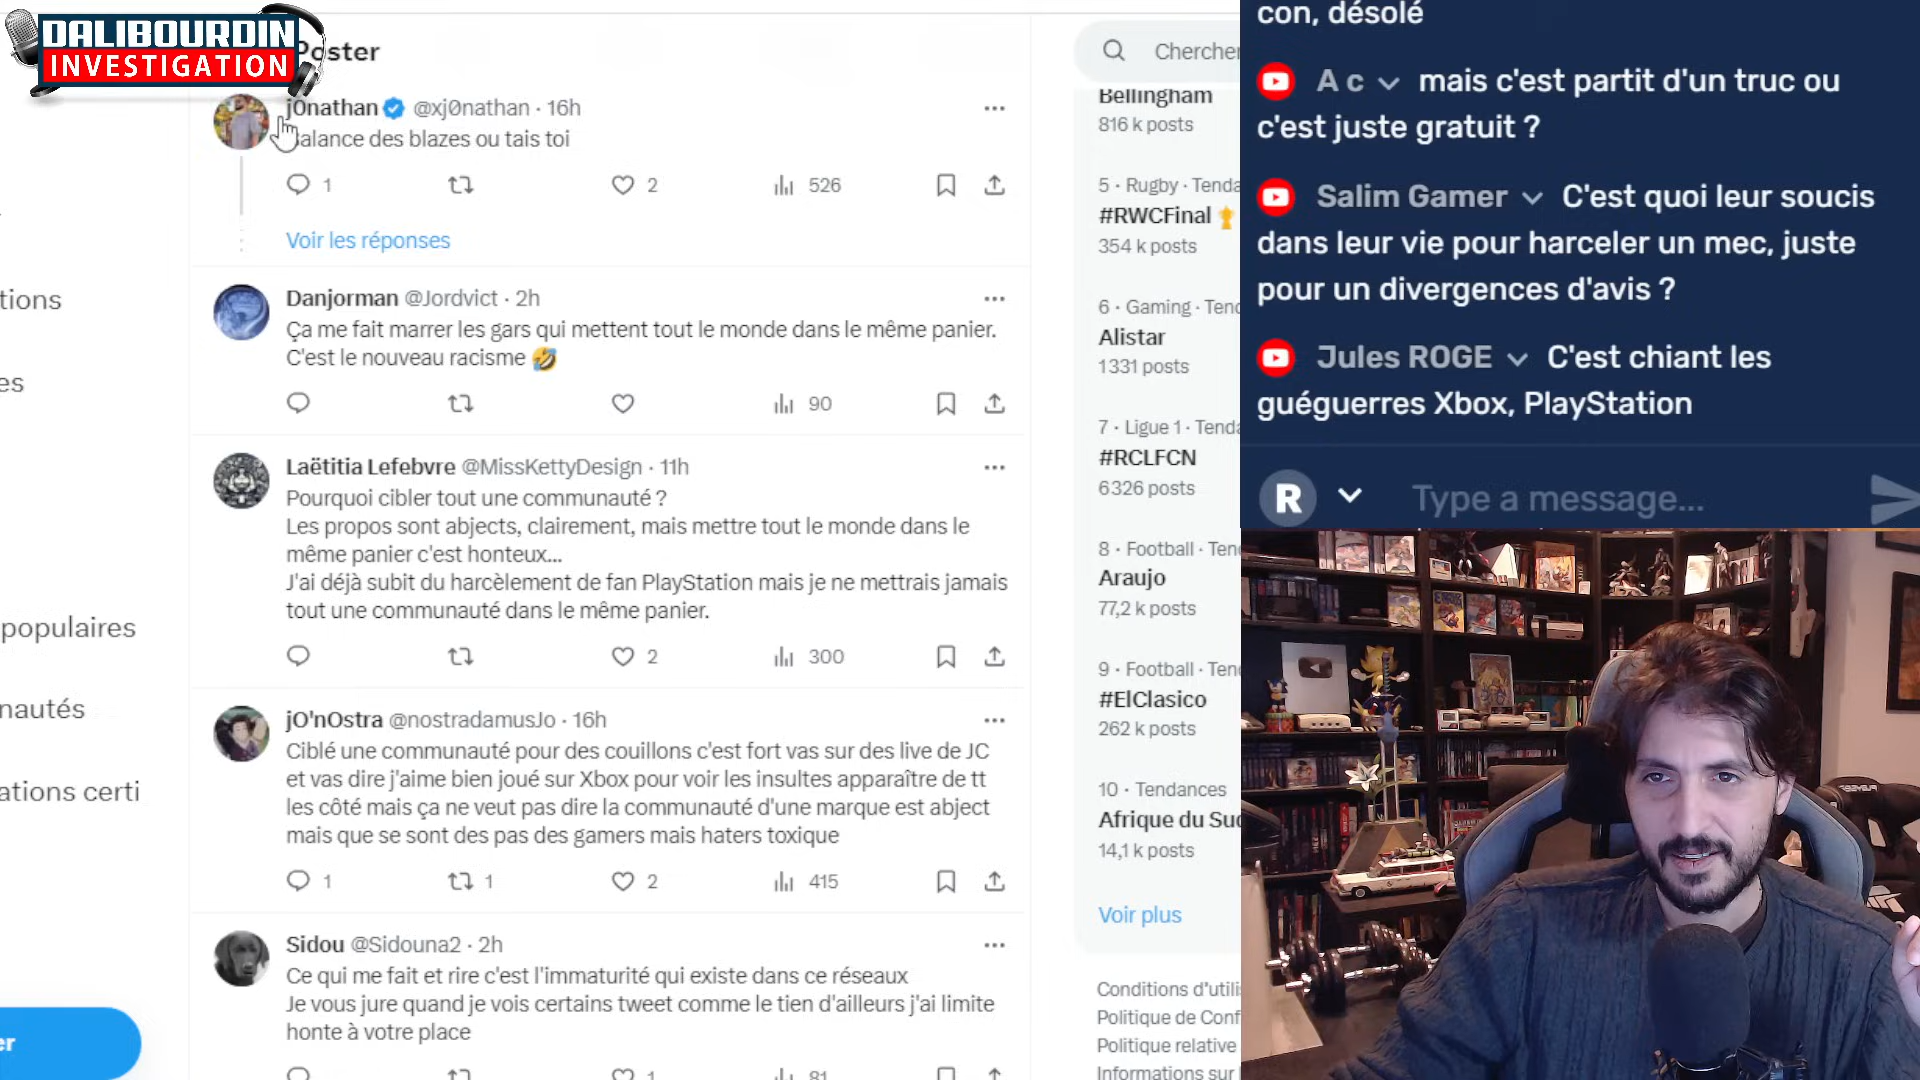 DALIBOURDIN
INVESTIGATION
Poster
j0nathan @xj0nathan · 16h
alance des blazes ou tais toi
1
2
526
Voir les réponses
Danjorman @Jordvict · 2h
Ça me fait marrer les gars qui mettent tout le monde dans le même panier.
C'est le nouveau racisme 🤣
90
Laëtitia Lefebvre @MissKettyDesign · 11h
Pourquoi cibler tout une communauté ?
Les propos sont abjects, clairement, mais mettre tout le monde dans le
même panier c'est honteux...
J'ai déjà subit du harcèlement de fan PlayStation mais je ne mettrais jamais
tout une communauté dans le même panier.
2
300
jO'nOstra @nostradamusJo · 16h
Ciblé une communauté pour des couillons c'est fort vas sur des live de JC
et vas dire j'aime bien joué sur Xbox pour voir les insultes apparaître de tt
les côté mais ça ne veut pas dire la communauté d'une marque est abject
mais que se sont des pas des gamers mais haters toxique
1
1
2
415
Sidou @Sidouna2 · 2h
Ce qui me fait et rire c'est l'immaturité qui existe dans ce réseaux
Je vous jure quand je vois certains tweet comme le tien d'ailleurs j'ai limite
honte à votre place
1
81
tions
es
populaires
nautés
ations certi
er
Chercher
Bellingham
816 k posts
5 · Rugby · Tenda
#RWCFinal 🏆
354 k posts
6 · Gaming · Tend
Alistar
1331 posts
7 · Ligue 1 · Tenda
#RCLFCN
6326 posts
8 · Football · Ten
Araujo
77,2 k posts
9 · Football · Ten
#ElClasico
262 k posts
10 · Tendances
Afrique du Sud
14,1 k posts
Voir plus
Conditions d'utili
Politique de Conf
Politique relative
Informations sur l
con, désolé
A c mais c'est partit d'un truc ou
c'est juste gratuit ?
Salim Gamer C'est quoi leur soucis
dans leur vie pour harceler un mec, juste
pour un divergences d'avis ?
Jules ROGE C'est chiant les
guéguerres Xbox, PlayStation
R
Type a message...